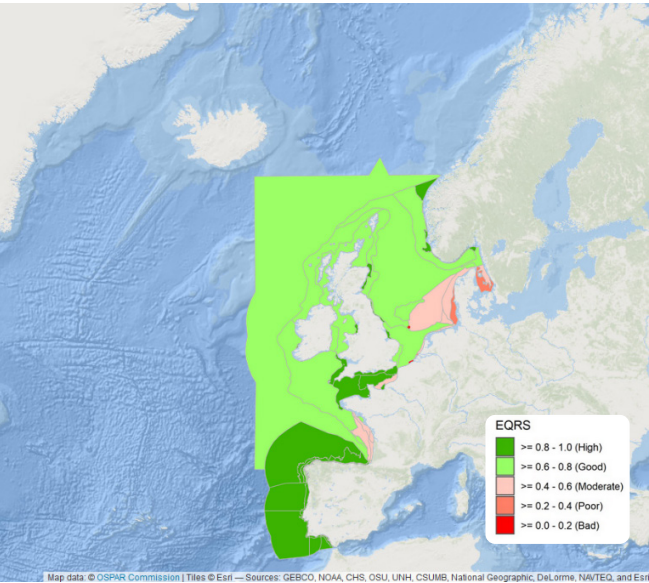 EQRS
>= 0.8 - 1.0 (High)
>= 0.6 - 0.8 (Good)
>= 0.4 - 0.6 (Moderate)
>= 0.2 - 0.4 (Poor)
>= 0.0 - 0.2 (Bad)
Map data: © OSPAR Commission | Tiles © Esri — Sources: GEBCO, NOAA, CHS, OSU, UNH, CSUMB, National Geographic, DeLorme, NAVTEQ, and Esri